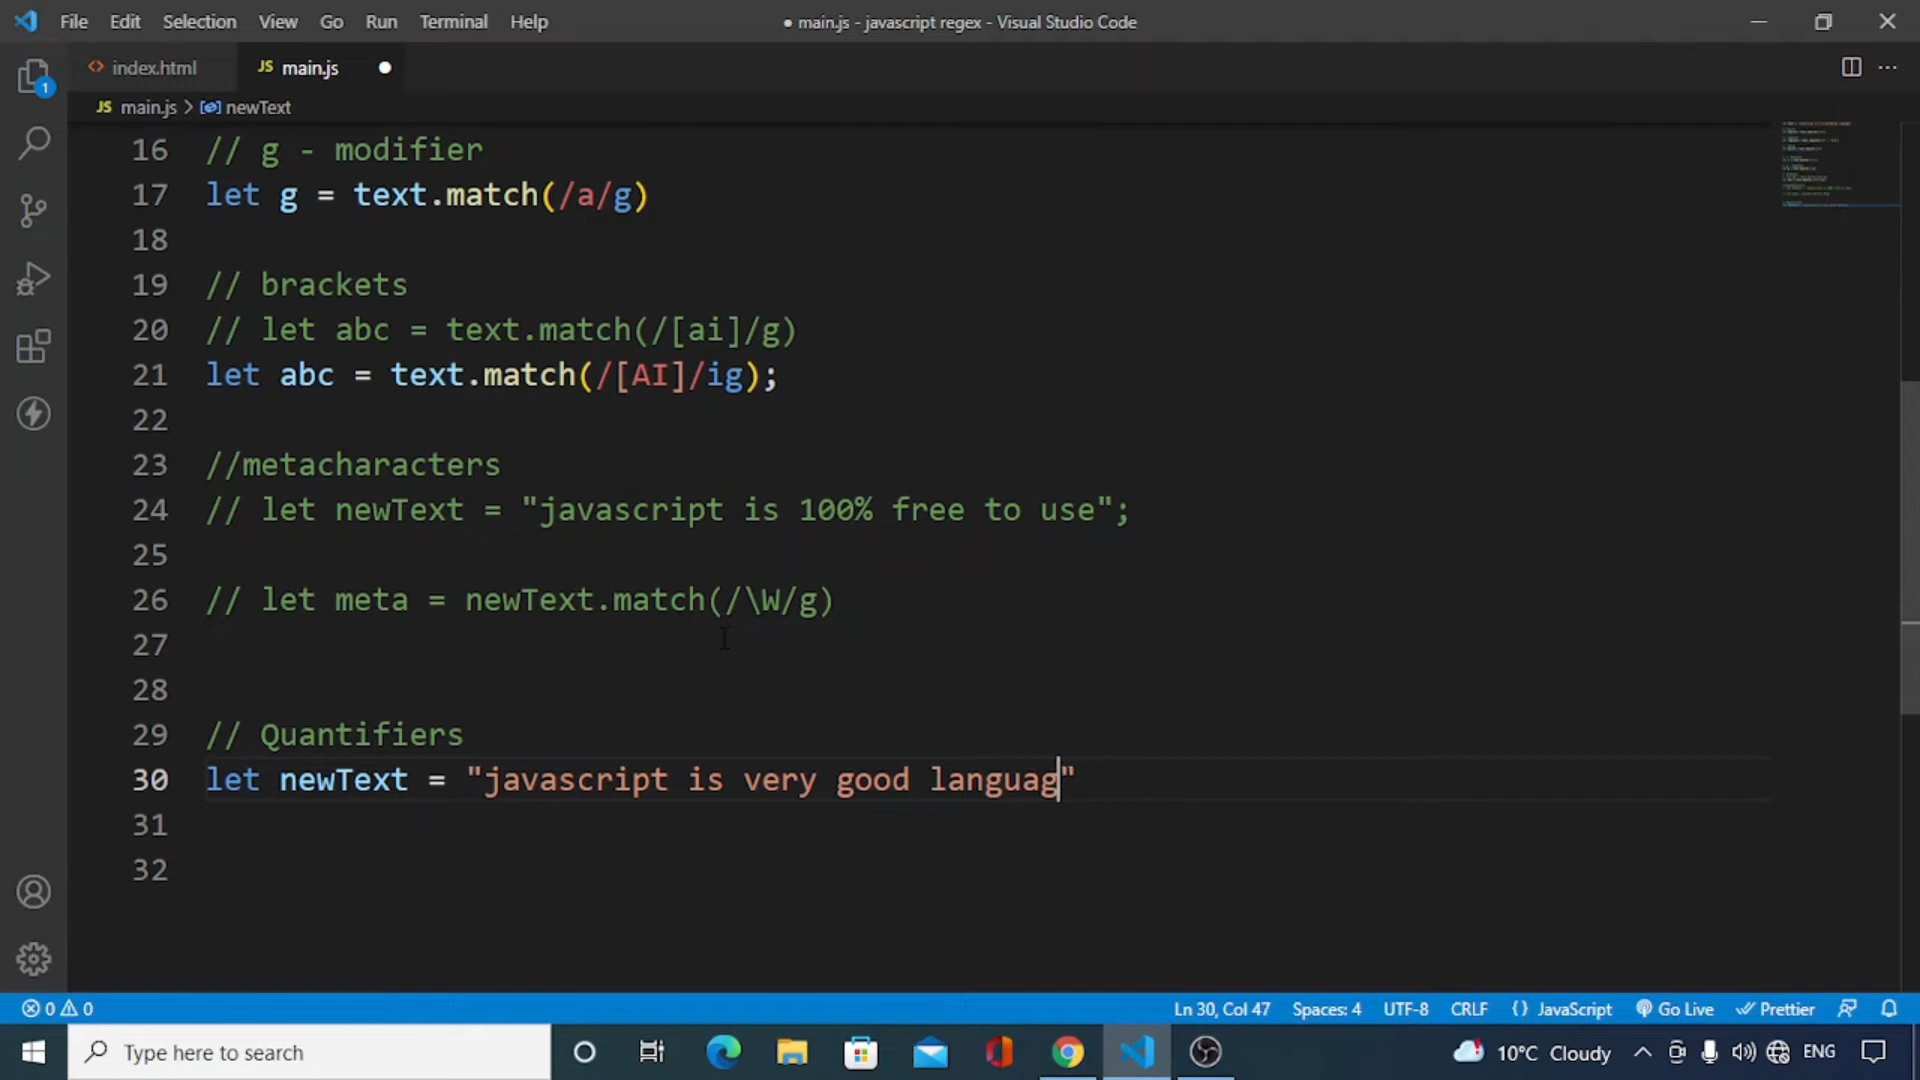 File Edit Selection View Go Run Terminal Help
● main.js - javascript regex - Visual Studio Code
index.html
JS main.js
JS main.js > newText
1
16 // g - modifier
17 let g = text.match(/a/g)
18
19 // brackets
20 // let abc = text.match(/[ai]/g)
21 let abc = text.match(/[AI]/ig);
22
23 //metacharacters
24 // let newText = "javascript is 100% free to use";
25
26 // let meta = newText.match(/\W/g)
27
28
29 // Quantifiers
30 let newText = "javascript is very good languag"
31
32
0 0
Ln 30, Col 47 Spaces: 4 UTF-8 CRLF {} JavaScript Go Live Prettier
Type here to search
10°C Cloudy
ENG